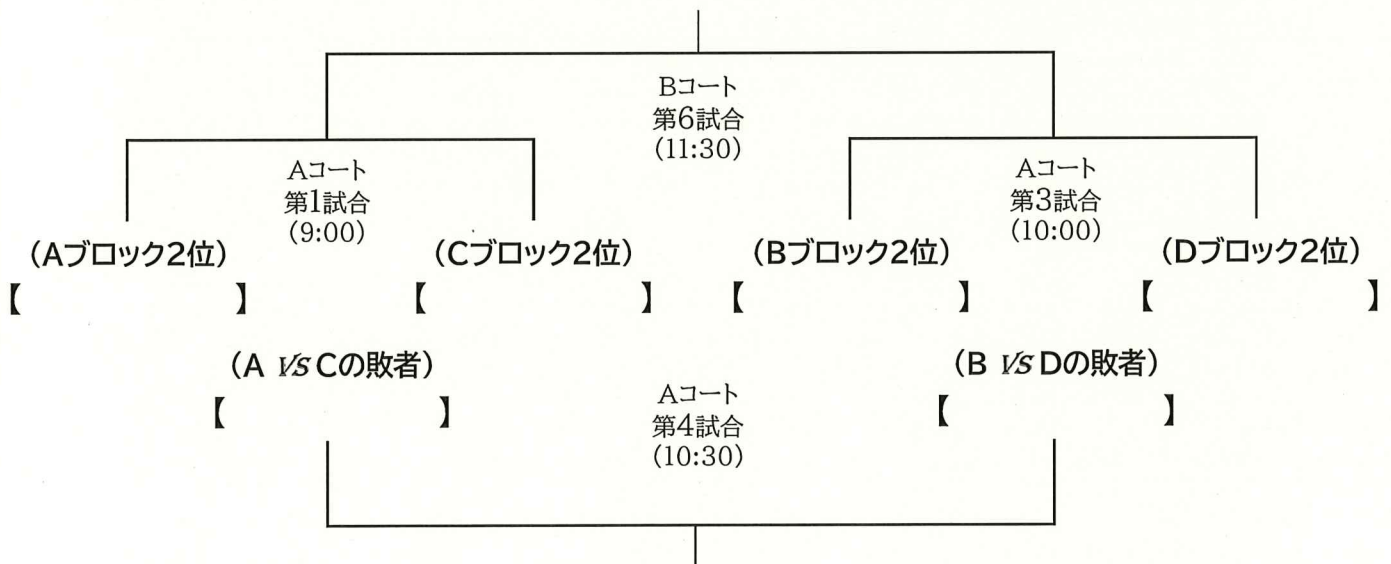 Bコート
第6試合
(11:30)
Aコート
第1試合
(9:00)
Aコート
第3試合
(10:00)
(Aブロック2位)
(Cブロック2位)
(Bブロック2位)
(Dブロック2位)
【 】
【 】
【 】
【 】
(A VS Cの敗者)
(B VS Dの敗者)
【 】
【 】
Aコート
第4試合
(10:30)